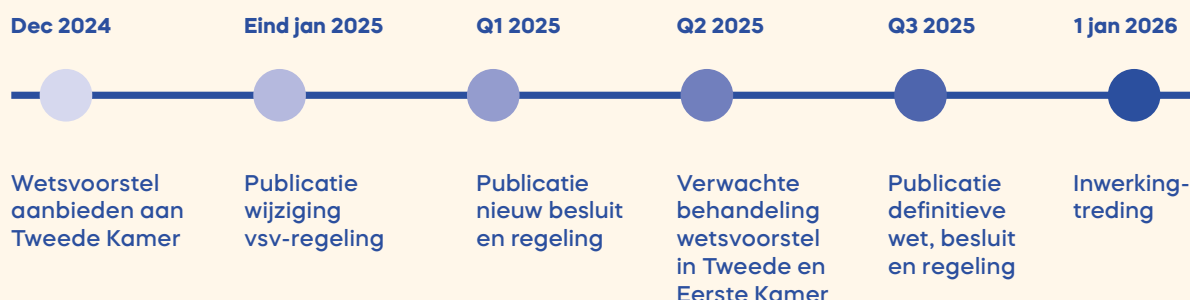 Dec 2024
Wetsvoorstel
aanbieden aan
Tweede Kamer
Eind jan 2025
Publicatie
wijziging
vsv-regeling
Q1 2025
Publicatie
nieuw besluit
en regeling
Q2 2025
Verwachte
behandeling
wetsvoorstel
in Tweede en
Eerste Kamer
Q3 2025
Publicatie
definitieve
wet, besluit
en regeling
1 jan 2026
Inwerking-
treding